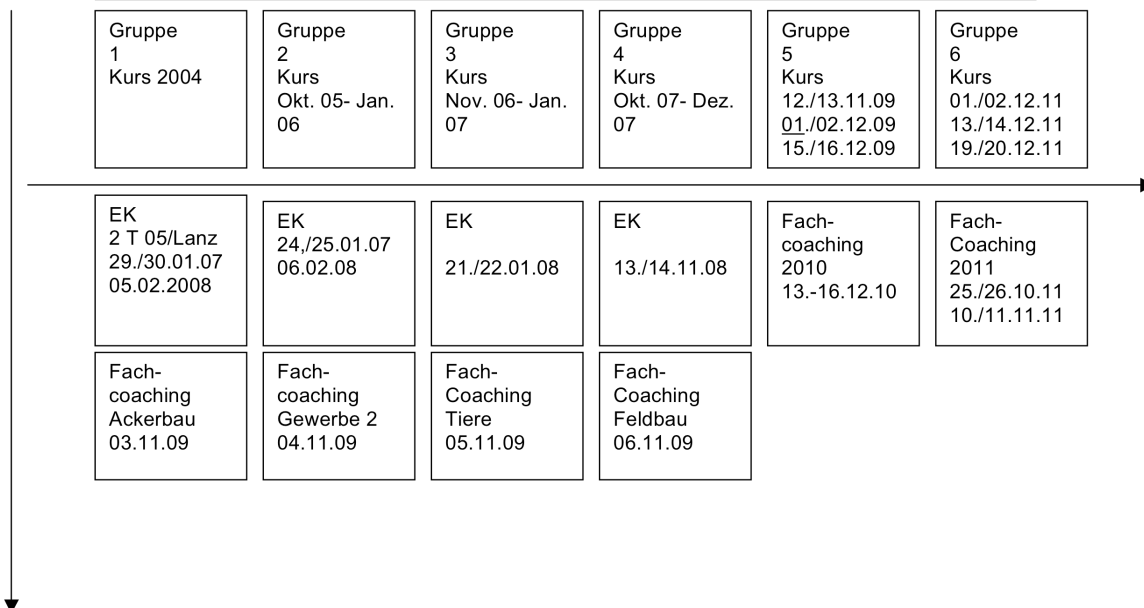 Gruppe
1
Kurs 2004
Gruppe
2
Kurs
Okt. 05- Jan.
06
Gruppe
3
Kurs
Nov. 06- Jan.
07
Gruppe
4
Kurs
Okt. 07- Dez.
07
Gruppe
5
Kurs
12./13.11.09
01./02.12.09
15./16.12.09
Gruppe
6
Kurs
01./02.12.11
13./14.12.11
19./20.12.11
EK
2 T 05/Lanz
29./30.01.07
05.02.2008
EK
24,/25.01.07
06.02.08
EK
21./22.01.08
EK
13./14.11.08
Fach-
coaching
2010
13.-16.12.10
Fach-
Coaching
2011
25./26.10.11
10./11.11.11
Fach-
coaching
Ackerbau
03.11.09
Fach-
coaching
Gewerbe 2
04.11.09
Fach-
Coaching
Tiere
05.11.09
Fach-
Coaching
Feldbau
06.11.09